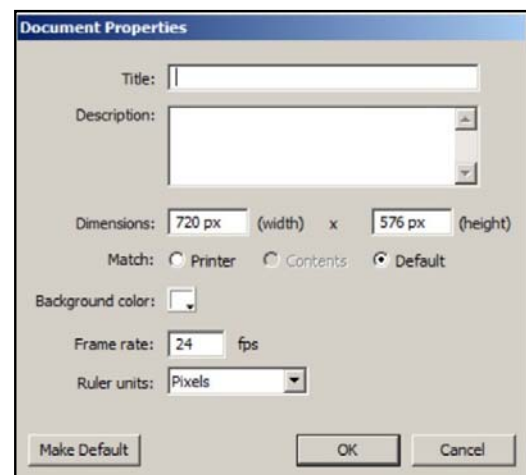 Document Properties
Title:
Description:
Dimensions: 720 px (width) x 576 px (height)
Match: Printer Contents Default
Background color:
Frame rate: 24 fps
Ruler units: Pixels
Make Default OK Cancel